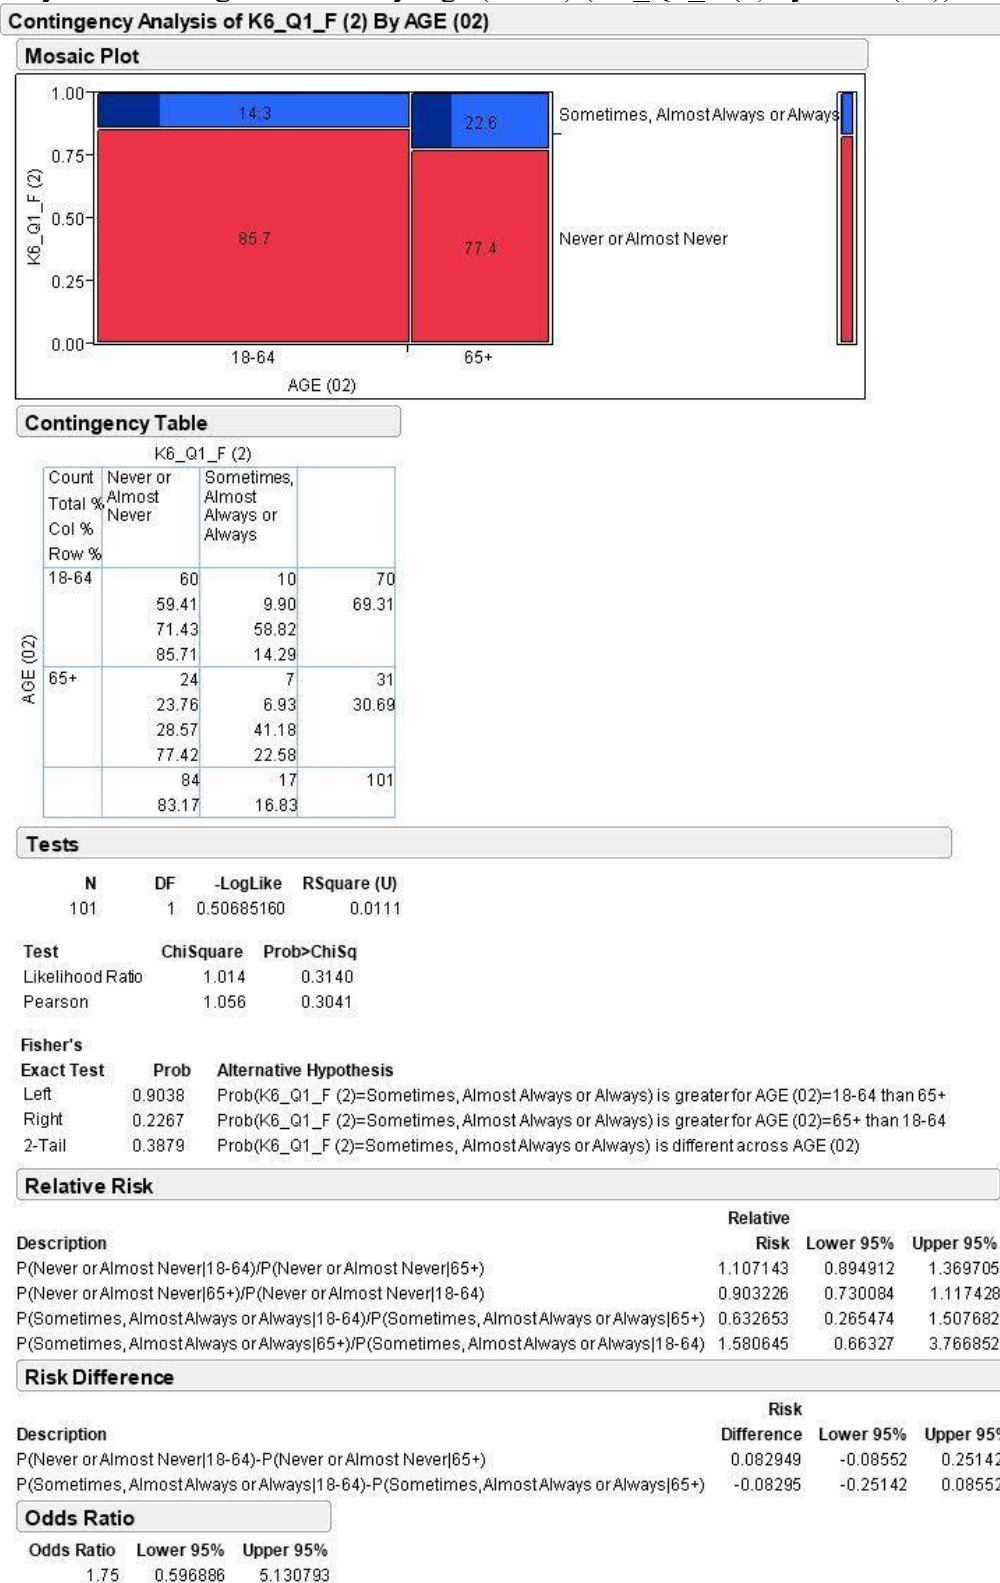 Contingency Analysis of K6_Q1_F (2) By AGE (02)
Mosaic Plot
1.00
0.75
0.50
0.25
0.00
K6_Q1_F (2)
14.3
22.6
85.7
77.4
Sometimes, Almost Always or Always
Never or Almost Never
18-64 65+
AGE (02)
Contingency Table
K6_Q1_F (2)
AGE (02)
Count Never or Sometimes,
Total % Almost Almost
Col % Never Always or
Row % Always
18-64 60 10 70
59.41 9.90 69.31
71.43 58.82
85.71 14.29
65+ 24 7 31
23.76 6.93 30.69
28.57 41.18
77.42 22.58
84 17 101
83.17 16.83
Tests
N DF -LogLike RSquare (U)
101 1 0.50685160 0.0111
Test ChiSquare Prob>ChiSq
Likelihood Ratio 1.014 0.3140
Pearson 1.056 0.3041
Fisher's
Exact Test Prob Alternative Hypothesis
Left 0.9038 Prob(K6_Q1_F (2)=Sometimes, Almost Always or Always) is greater for AGE (02)=18-64 than 65+
Right 0.2267 Prob(K6_Q1_F (2)=Sometimes, Almost Always or Always) is greater for AGE (02)=65+ than 18-64
2-Tail 0.3879 Prob(K6_Q1_F (2)=Sometimes, Almost Always or Always) is different across AGE (02)
Relative Risk
Relative
Description Risk Lower 95% Upper 95%
P(Never or Almost Never|18-64)/P(Never or Almost Never|65+) 1.107143 0.894912 1.369705
P(Never or Almost Never|65+)/P(Never or Almost Never|18-64) 0.903226 0.730084 1.117428
P(Sometimes, Almost Always or Always|18-64)/P(Sometimes, Almost Always or Always|65+) 0.632653 0.265474 1.507682
P(Sometimes, Almost Always or Always|65+)/P(Sometimes, Almost Always or Always|18-64) 1.580645 0.66327 3.766852
Risk Difference
Risk
Description Difference Lower 95% Upper 95%
P(Never or Almost Never|18-64)-P(Never or Almost Never|65+) 0.082949 -0.08552 0.25142
P(Sometimes, Almost Always or Always|18-64)-P(Sometimes, Almost Always or Always|65+) -0.08295 -0.25142 0.08552
Odds Ratio
Odds Ratio Lower 95% Upper 95%
1.75 0.596886 5.130793